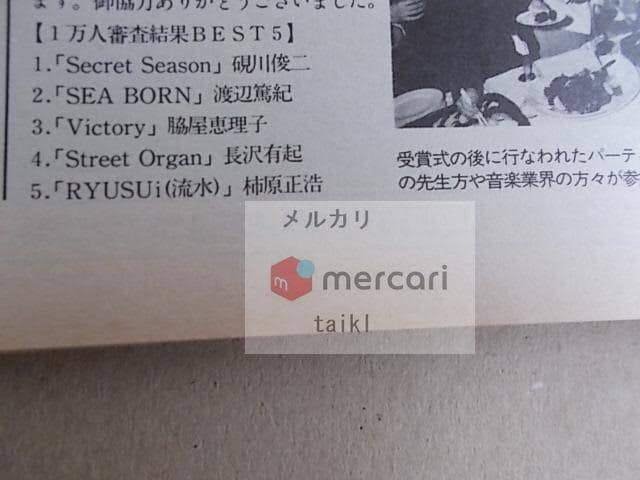 ます。御協力ありがとうございました。
【1万人審査結果BEST5】
1.「Secret Season」硯川俊二
2.「SEA BORN」渡辺篤紀
3.「Victory」脇屋恵理子
4.「Street Organ」長沢有起
5.「RYUSUi(流水)」柿原正浩
受賞式の後に行なわれたパーテ
の先生方や音楽業界の方々が参
メルカリ
m mercari
taikl